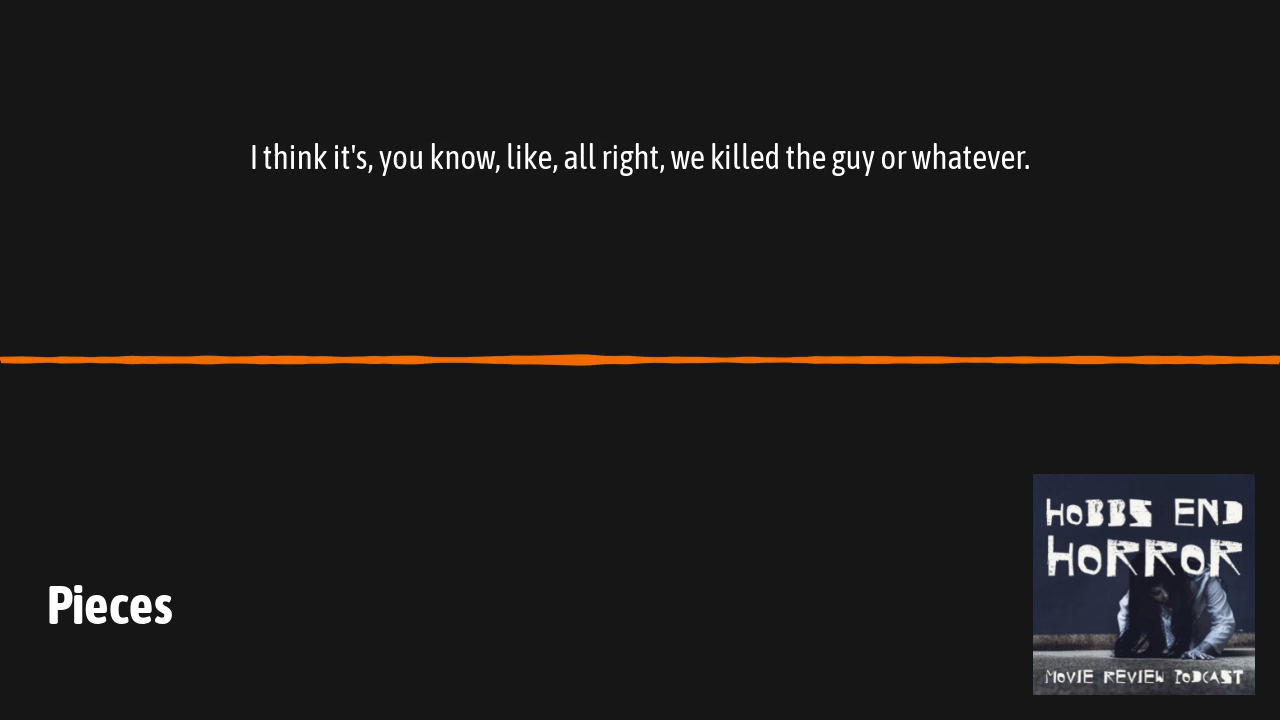 I think it's, you know, like, all right, we killed the guy or whatever.
Pieces
HOBBS END
HORROR
MOVIE REVIEW PODCAST